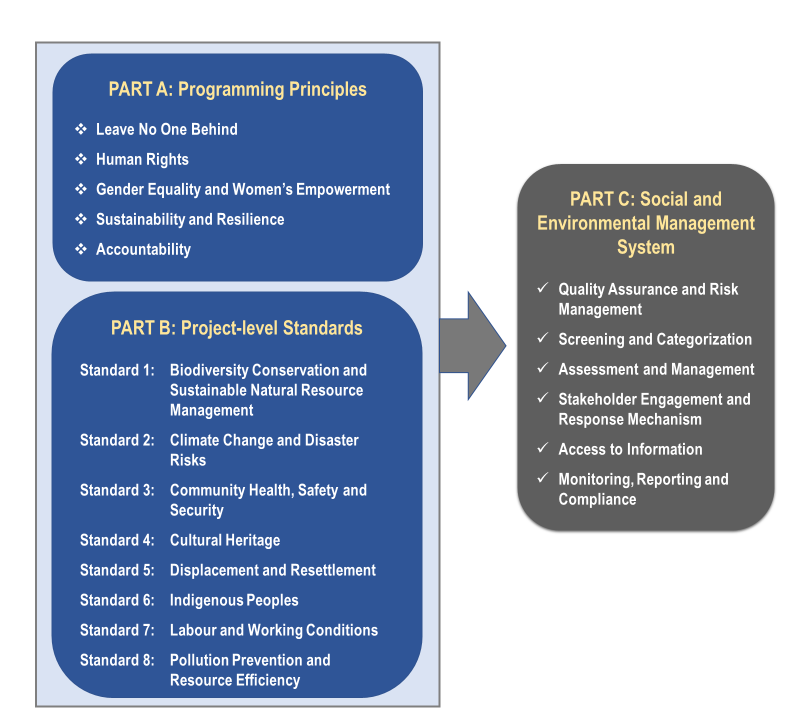 PART A: Programming Principles
❖ Leave No One Behind
❖ Human Rights
❖ Gender Equality and Women's Empowerment
❖ Sustainability and Resilience
❖ Accountability
PART B: Project-level Standards
Standard 1: Biodiversity Conservation and
Sustainable Natural Resource
Management
Standard 2: Climate Change and Disaster
Risks
Standard 3: Community Health, Safety and
Security
Standard 4: Cultural Heritage
Standard 5: Displacement and Resettlement
Standard 6: Indigenous Peoples
Standard 7: Labour and Working Conditions
Standard 8: Pollution Prevention and
Resource Efficiency
PART C: Social and
Environmental Management
System
✓ Quality Assurance and Risk
Management
✓ Screening and Categorization
✓ Assessment and Management
✓ Stakeholder Engagement and
Response Mechanism
✓ Access to Information
✓ Monitoring, Reporting and
Compliance